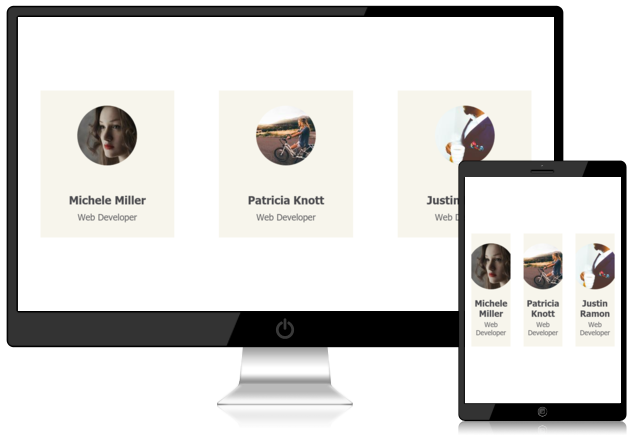 Michele Miller
Web Developer
Patricia Knott
Web Developer
Justin
Web D
Michele
Miller
Web
Developer
Patricia
Knott
Web
Developer
Justin
Ramon
Web
Developer